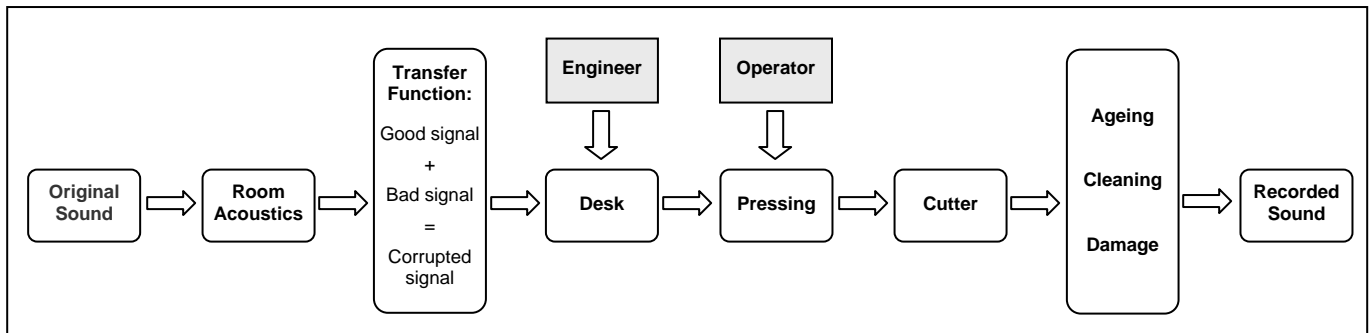 Original
Sound
Room
Acoustics
Transfer
Function:
Good signal
+
Bad signal
=
Corrupted
signal
Engineer
Desk
Operator
Pressing
Cutter
Ageing
Cleaning
Damage
Recorded
Sound